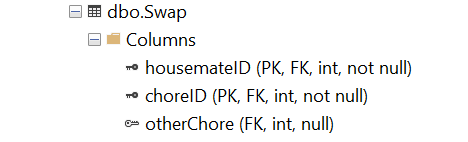 dbo.Swap
Columns
housemateID (PK, FK, int, not null)
choreID (PK, FK, int, not null)
otherChore (FK, int, null)